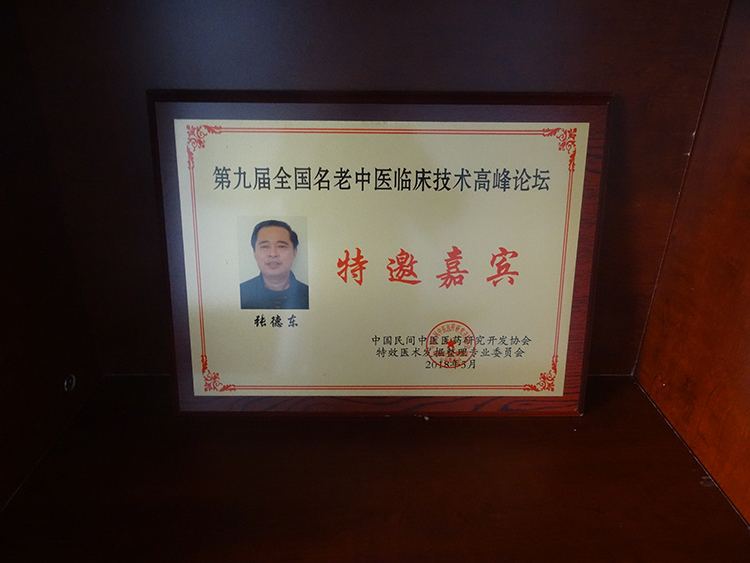 第九届全国名老中医临床技术高峰论坛
特邀嘉宾
张德东
中国民间中医医药研究开发协会
特效医术发掘整理专业委员会
2018年5月